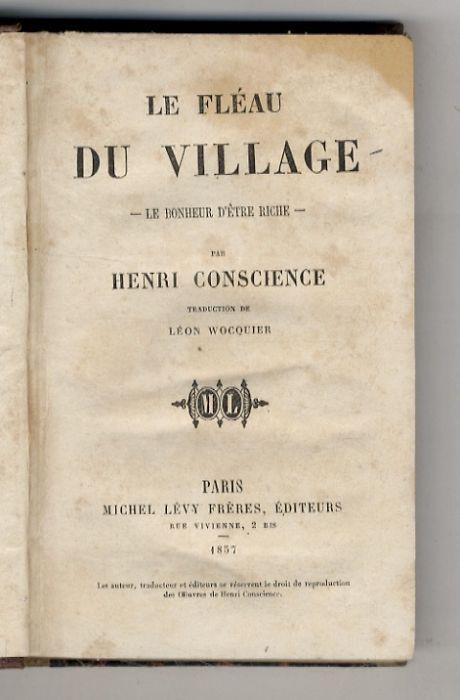 LE FLÉAU
DU VILLAGE
— LE BONHEUR D'ÊTRE RICHE —
PAR
HENRI CONSCIENCE
TRADUCTION DE
LÉON WOCQUIER
ML
PARIS
MICHEL LÉVY FRÈRES, ÉDITEURS
RUE VIVIENNE, 2 BIS
1857
Les auteur, traducteur et éditeurs se réservent le droit de reproduction
des Œuvres de Henri Conscience.